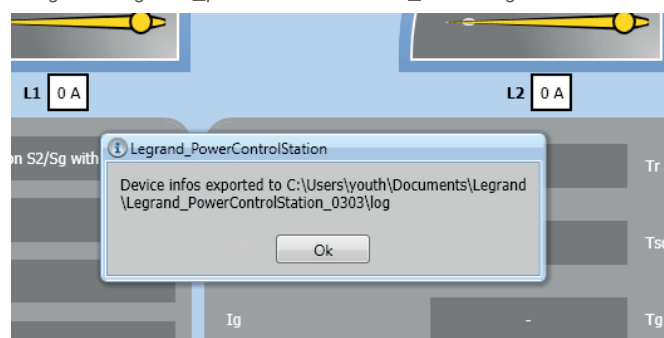 L1 0 A
L2 0 A
Legrand_PowerControlStation
on S2/Sg with
Tr
Device infos exported to C:\Users\youth\Documents\Legrand
\Legrand_PowerControlStation_0303\log
Ok
Ig
-
Tg